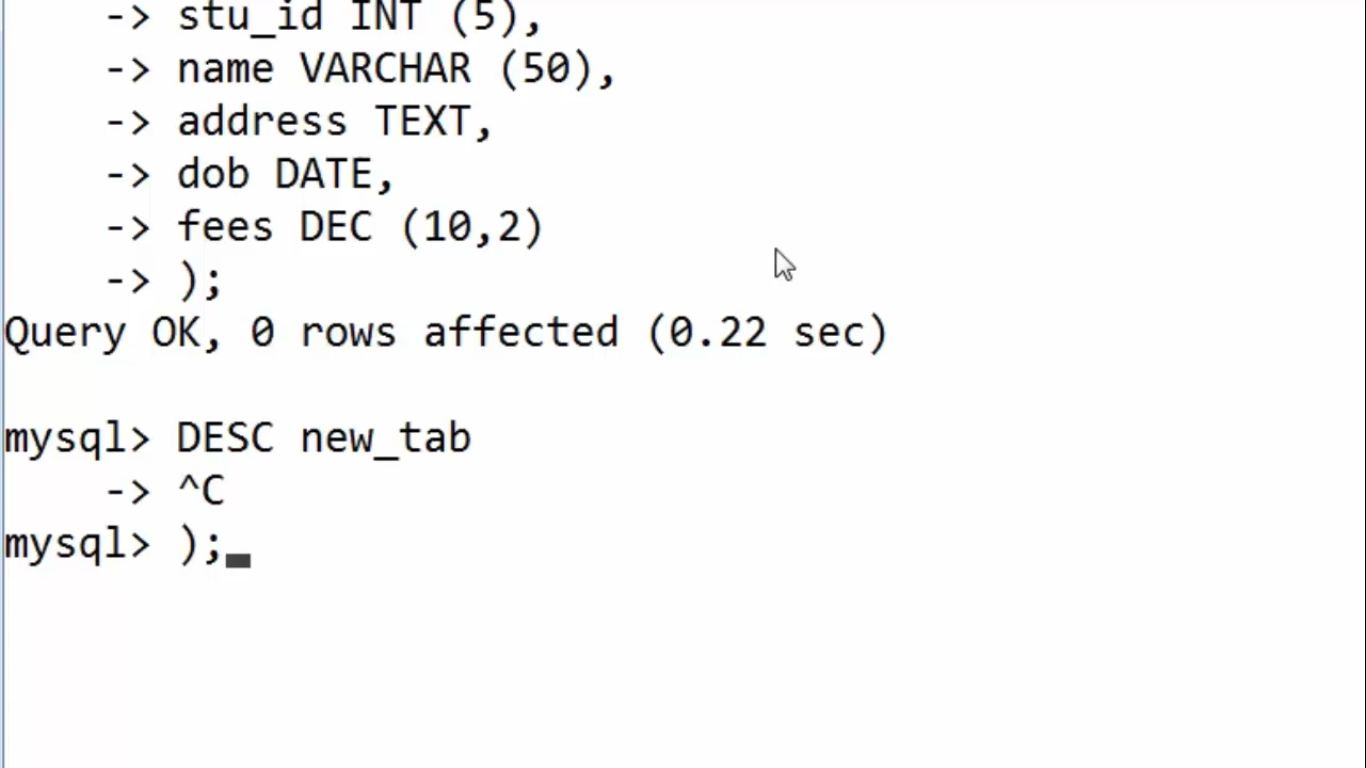 -> stu_id INT (5),
-> name VARCHAR (50),
-> address TEXT,
-> dob DATE,
-> fees DEC (10,2)
-> );
Query OK, 0 rows affected (0.22 sec)
mysql> DESC new_tab
-> ^C
mysql> );